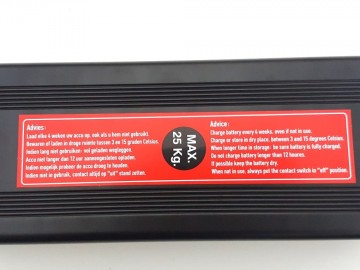 Advies:
Laad elke 6 weken uw accu op, ook als u hem niet gebruikt.
Bewaren of laden in droge ruimte tussen 3 en 15 graden Celsius.
Indien lang niet gebruiken: vol geladen wegleggen.
Accu niet langer dan 12 uur aaneengesloten opladen.
Indien mogelijk probeer de accu droog te houden.
Indien niet in gebruik, contact altijd op "off" stand zetten.
MAX.
25 Kg.
Advice:
Charge battery every 6 weeks, even if not in use.
Charge or store in dry place, between 3 and 15 degrees Celsius.
When longer time in storage: be sure battery is fully charged.
Do not charge battery longer than 12 hours.
If possible keep the battery dry.
When not in use, always put the contact switch in "off" position.